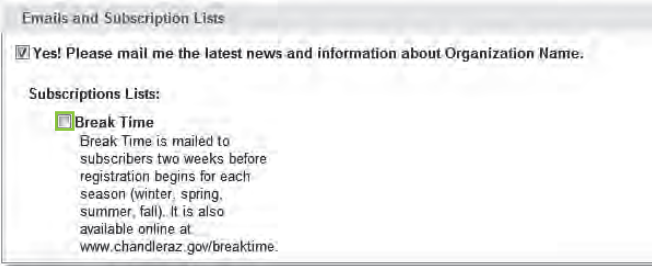 Emails and Subscription Lists
Yes! Please mail me the latest news and information about Organization Name.
Subscriptions Lists:
Break Time
Break Time is mailed to
subscribers two weeks before
registration begins for each
season (winter, spring,
summer, fall). It is also
available online at
www.chandleraz.gov/breaktime.